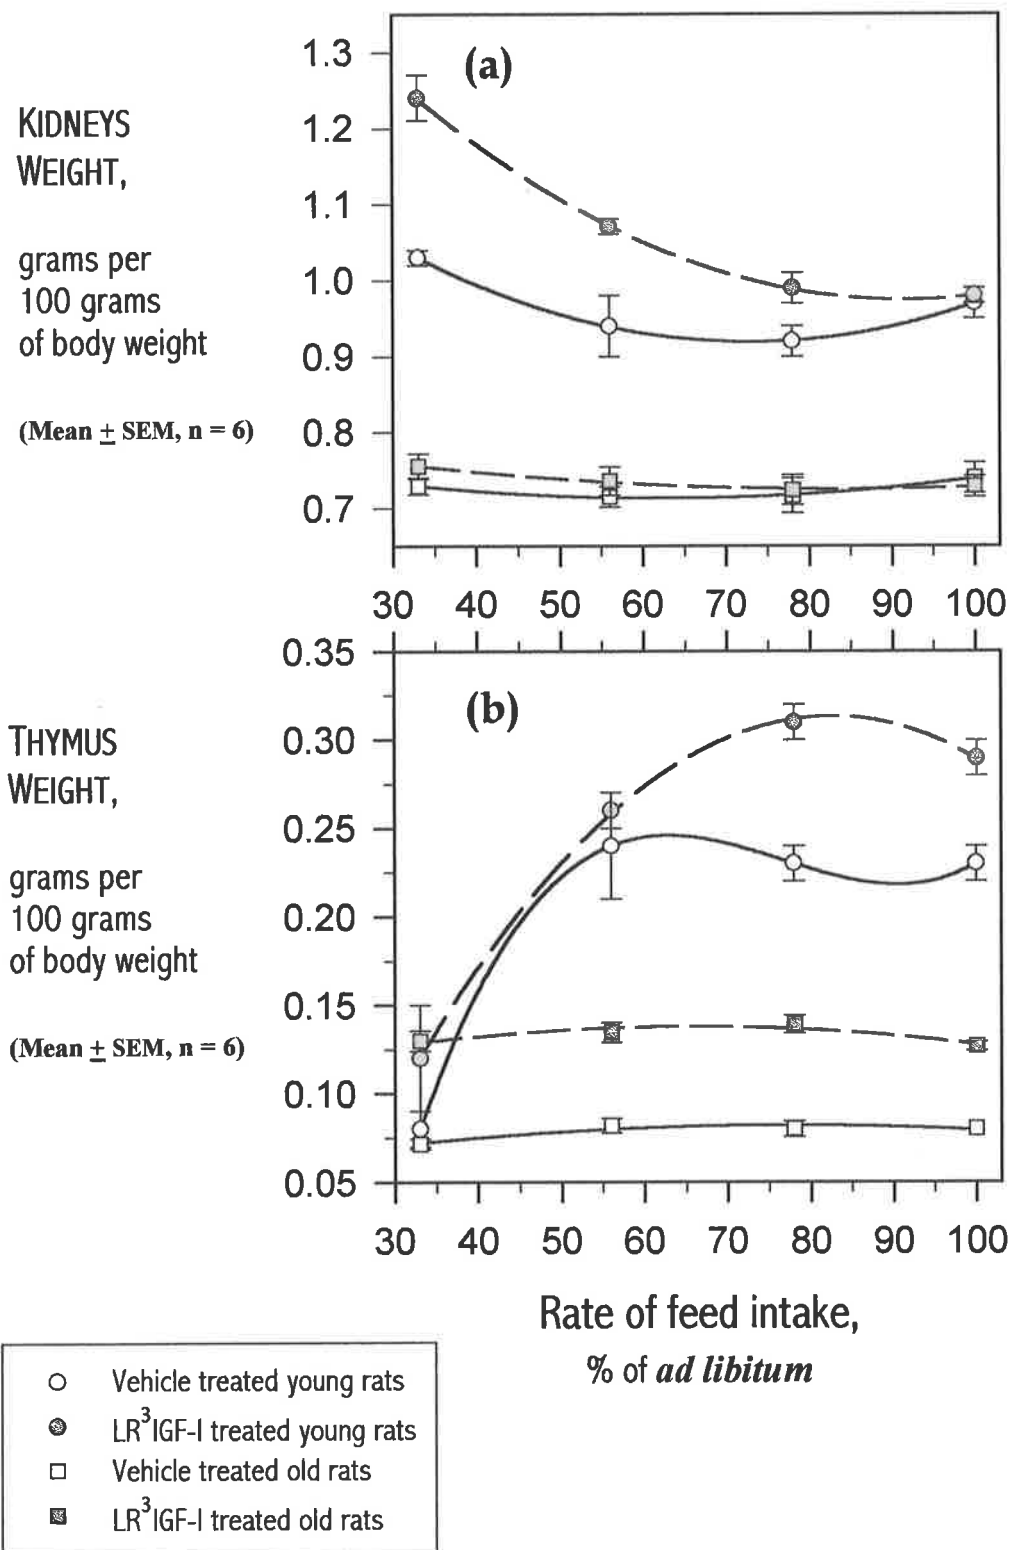 (a)
KIDNEYS
WEIGHT,
grams per
100 grams
of body weight
(Mean ± SEM, n = 6)
1.3
1.2
1.1
1.0
0.9
0.8
0.7
30 40 50 60 70 80 90 100
(b)
THYMUS
WEIGHT,
grams per
100 grams
of body weight
(Mean ± SEM, n = 6)
0.35
0.30
0.25
0.20
0.15
0.10
0.05
30 40 50 60 70 80 90 100
Rate of feed intake,
% of ad libitum
Vehicle treated young rats
LR³IGF-I treated young rats
Vehicle treated old rats
LR³IGF-I treated old rats